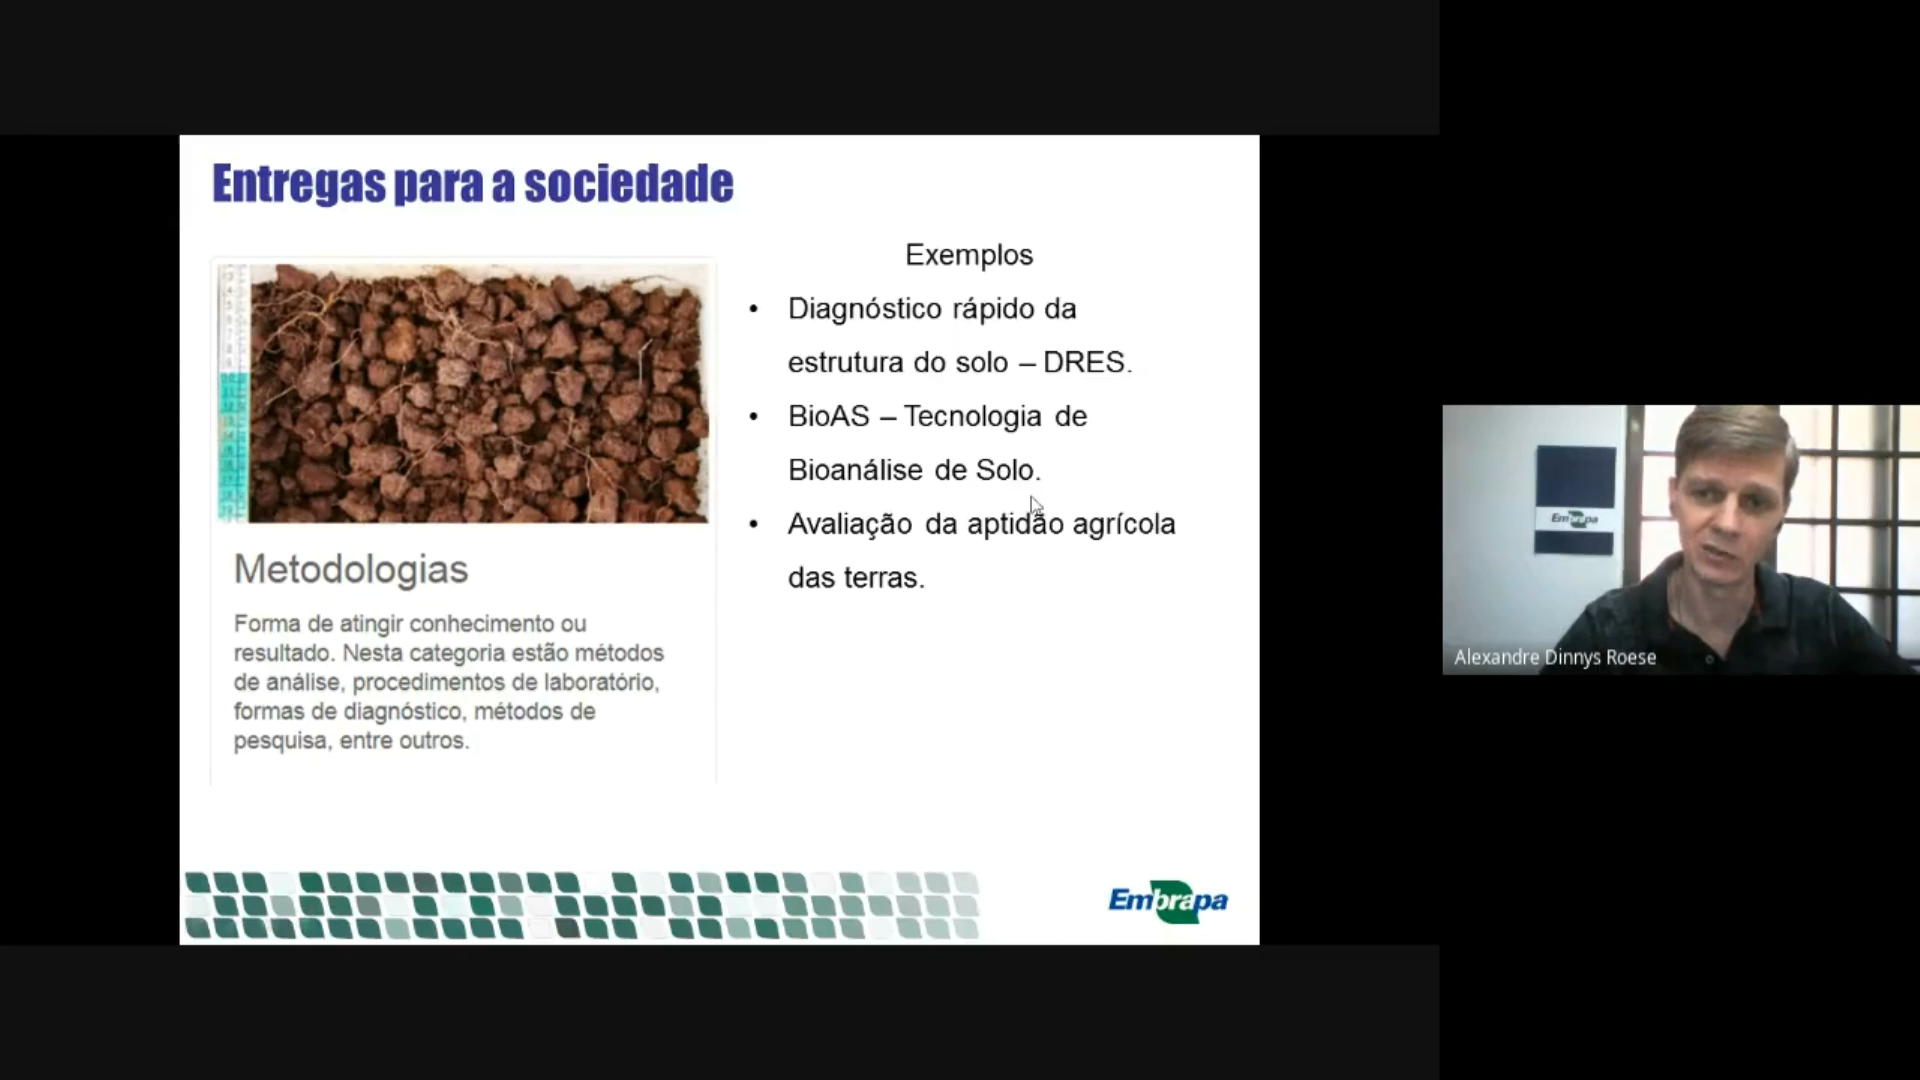 Entregas para a sociedade
Metodologias
Forma de atingir conhecimento ou
resultado. Nesta categoria estão métodos
de análise, procedimentos de laboratório,
formas de diagnóstico, métodos de
pesquisa, entre outros.
Exemplos
• Diagnóstico rápido da
estrutura do solo – DRES.
• BioAS – Tecnologia de
Bioanálise de Solo.
• Avaliação da aptidão agrícola
das terras.
Embrapa
Embrapa
Alexandre Dinnys Roese